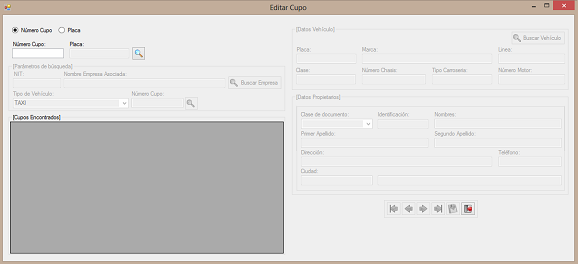 Editar Cupo
Número Cupo Placa
Número Cupo: Placa:
[Parámetros de búsqueda]
NIT: Nombre Empresa Asociada
Buscar Empresa
Tipo de Vehículo: Número Cupo:
TAXI
[Cupos Encontrados]
[Datos Vehículo]
Buscar Vehículo
Placa: Marca: Línea:
Clase: Número Chasis: Tipo Carrocería: Número Motor:
[Datos Propietarios]
Clase de documento: Identificación: Nombres:
Primer Apellido: Segundo Apellido:
Dirección: Teléfono:
Ciudad: